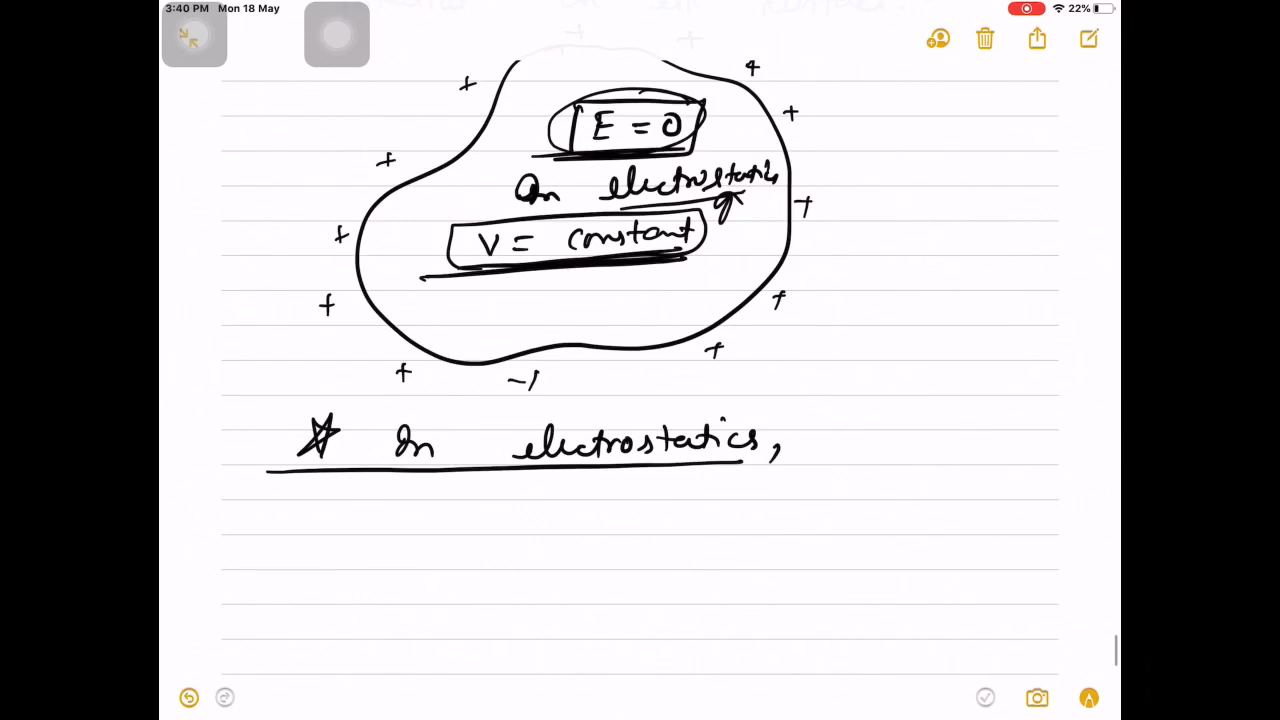 3:40 PM Mon 18 May 22%
+ +
+ +
+
E = 0
+
In electrostatics
+
V = constant
+
+ +
+
+
* In electrostatics,